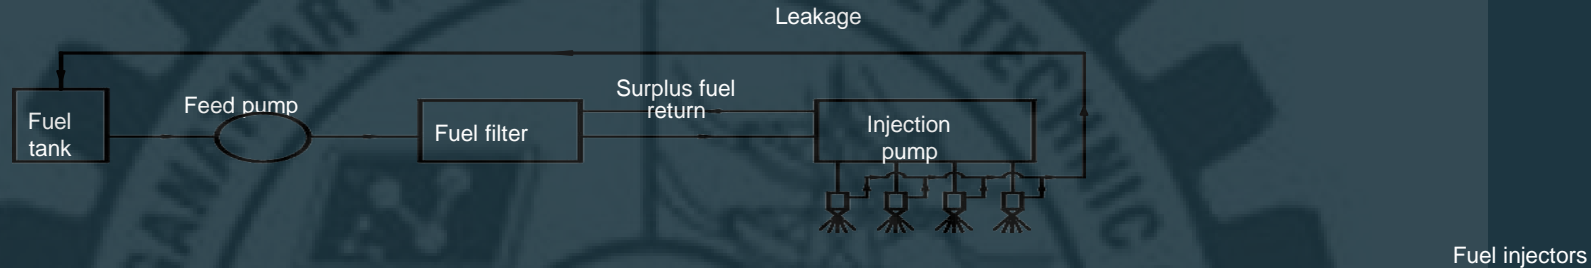 Leakage
Surplus fuel
return
Feed pump
Fuel
tank
Fuel filter
Injection
pump
Fuel injectors